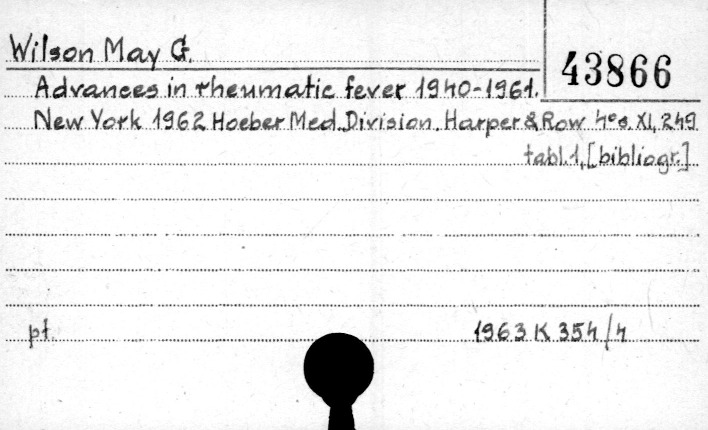 Wilson May G.
43866
Advances in rheumatic fever 1940-1961.
New York 1962 Hoeber Med. Division. Harper & Row 4° s. XI, 249
tabl. 1, [bibliogr.]
pł.
1963 K 354/4